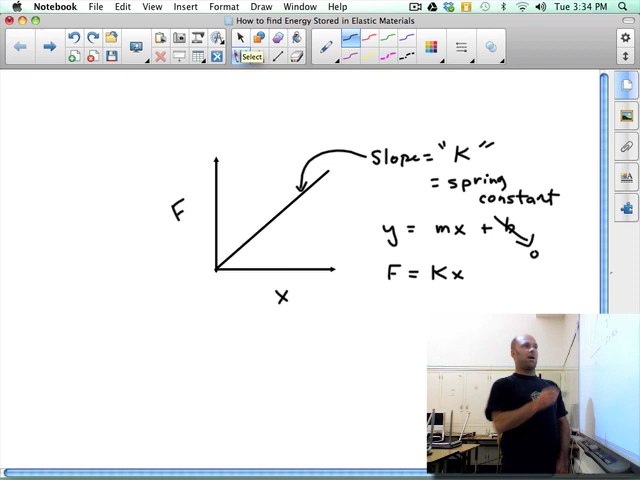 Notebook File Edit View Insert Format Draw Window Help Tue 3:34 PM
How to find Energy Stored in Elastic Materials
Select
Slope = "K"
= spring
constant
F
y = mx + b
0
F = Kx
x